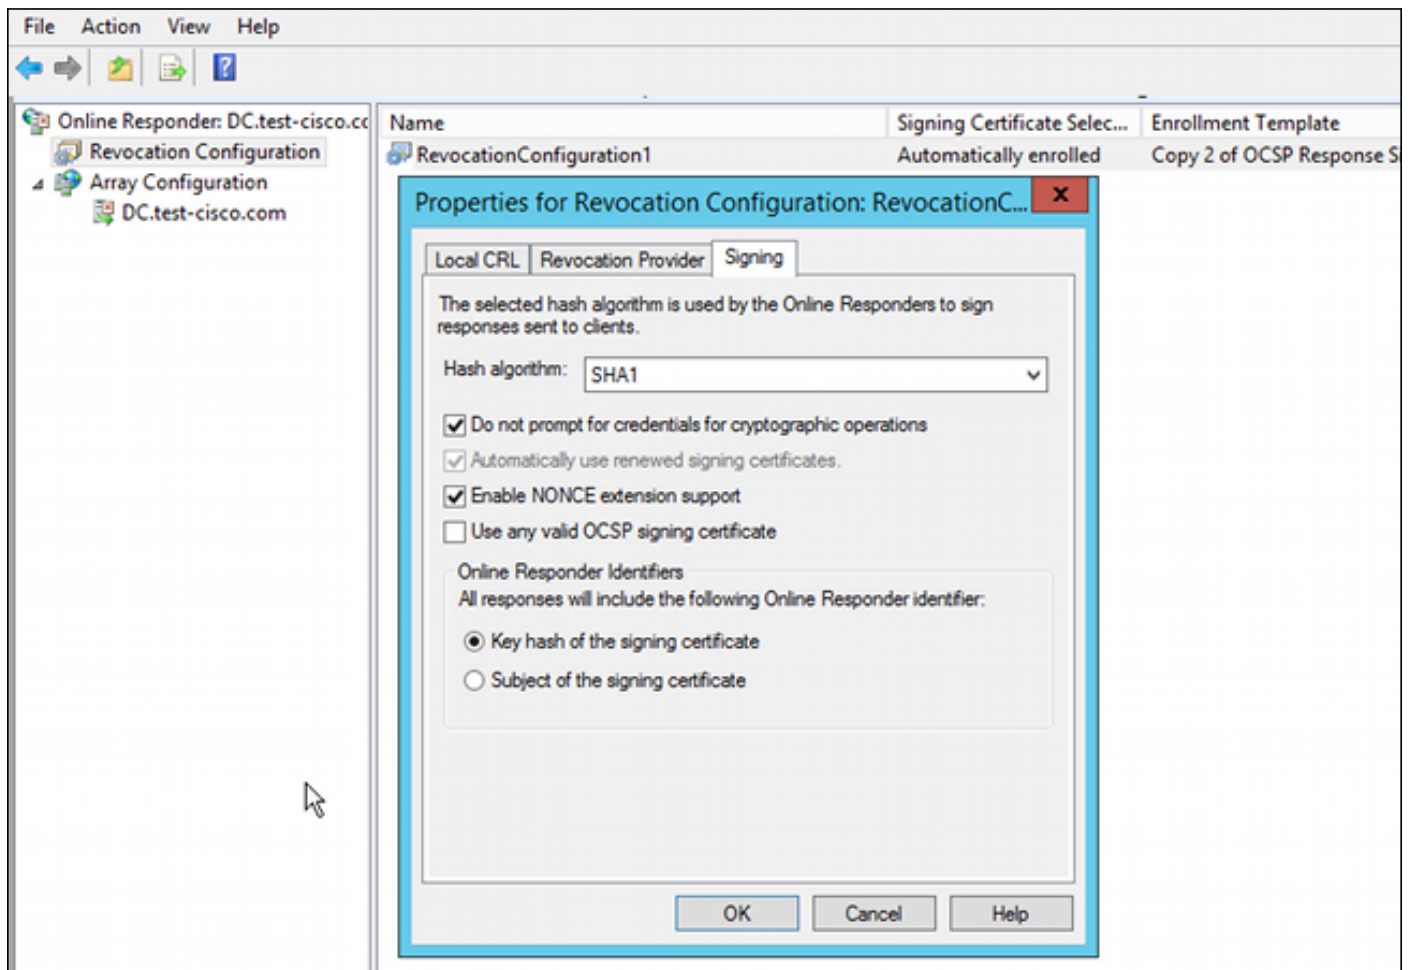 File Action View Help
Online Responder: DC.test-cisco.cc
Revocation Configuration
Array Configuration
DC.test-cisco.com
Name Signing Certificate Selec... Enrollment Template
RevocationConfiguration1 Automatically enrolled Copy 2 of OCSP Response Si
Properties for Revocation Configuration: RevocationC... x
Local CRL Revocation Provider Signing
The selected hash algorithm is used by the Online Responders to sign
responses sent to clients.
Hash algorithm: SHA1
Do not prompt for credentials for cryptographic operations
Automatically use renewed signing certificates.
Enable NONCE extension support
Use any valid OCSP signing certificate
Online Responder Identifiers
All responses will include the following Online Responder identifier:
Key hash of the signing certificate
Subject of the signing certificate
OK Cancel Help